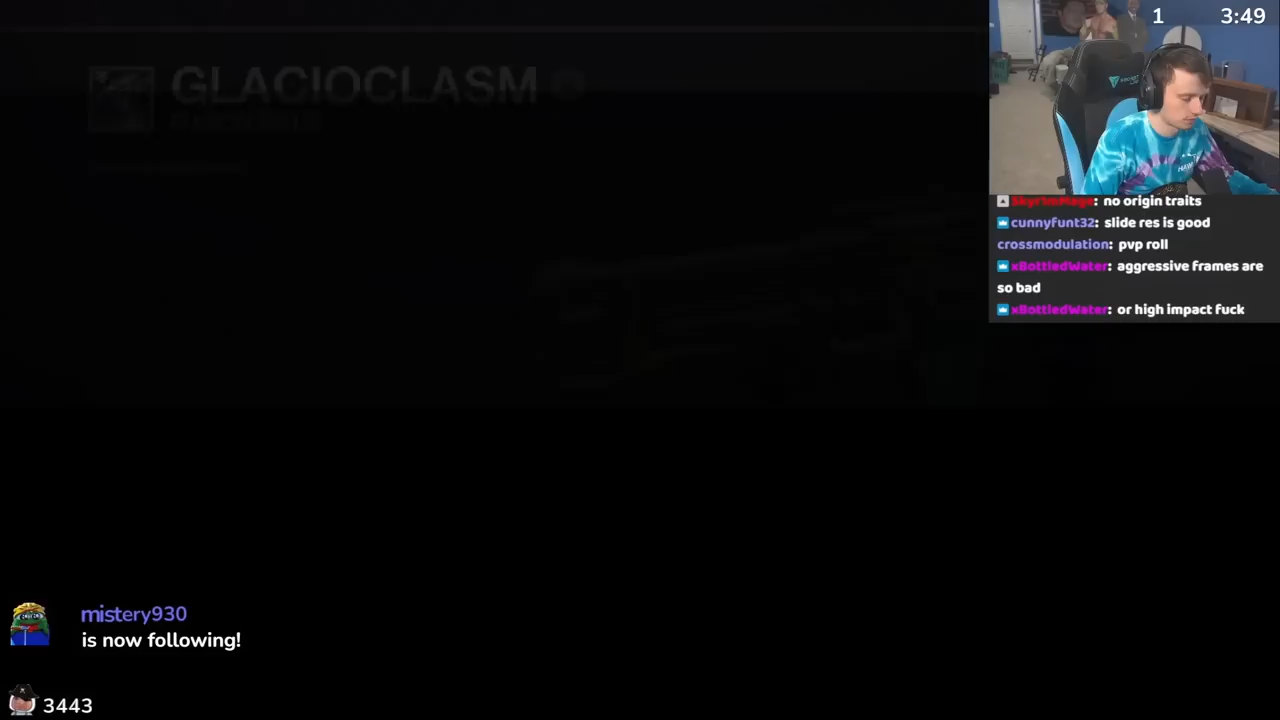 GLACIOCLASM
1 3:49
SkyrimMage: no origin traits
cunnyfunt32: slide res is good
crossmodulation: pvp roll
xBottledWater: aggressive frames are
so bad
xBottledWater: or high impact fuck
mistery930
is now following!
3443